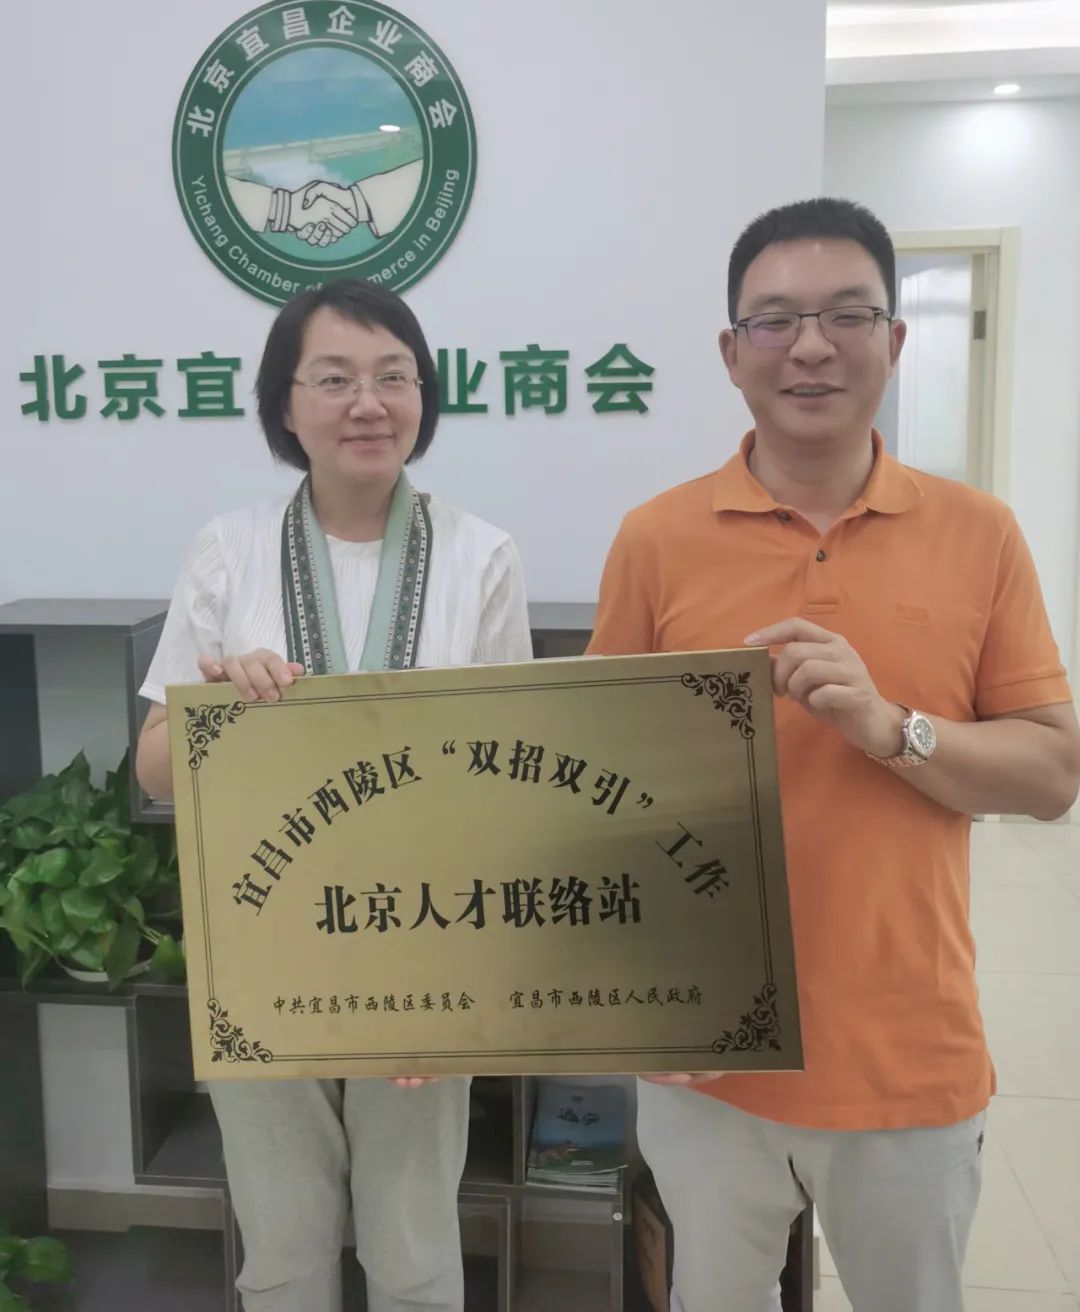 北京宜昌企业商会
Yichang Chamber of merce in Beijing
北京宜 业商会
宜昌市西陵区“双招双引”工作
北京人才联络站
中共宜昌市西陵区委员会 宜昌市西陵区人民政府